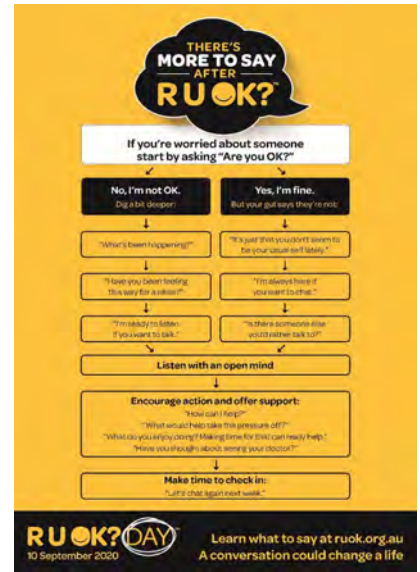 THERE'S
MORE TO SAY
AFTER
R U OK?™
If you're worried about someone
start by asking "Are you OK?"
No, I'm not OK.
Dig a bit deeper:
"What's been happening?"
"Have you been feeling
this way for a while?"
"I'm ready to listen
if you want to talk."
Yes, I'm fine.
But your gut says they're not:
"It's just that you don't seem to
be your usual self lately."
"I'm always here if
you want to chat."
"Is there someone else
you'd rather talk to?"
Listen with an open mind
Encourage action and offer support:
"How can I help?"
"What would help take the pressure off?"
"What do you enjoy doing? Making time for that can really help."
"Have you thought about seeing your doctor?"
Make time to check in:
"Let's chat again next week."
R U OK? DAY™
10 September 2020
Learn what to say at ruok.org.au
A conversation could change a life